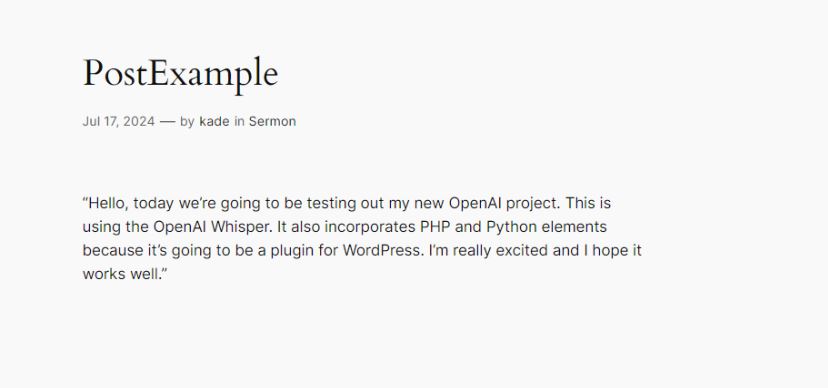 PostExample
Jul 17, 2024 — by kade in Sermon
“Hello, today we’re going to be testing out my new OpenAI project. This is
using the OpenAI Whisper. It also incorporates PHP and Python elements
because it’s going to be a plugin for WordPress. I’m really excited and I hope it
works well.”